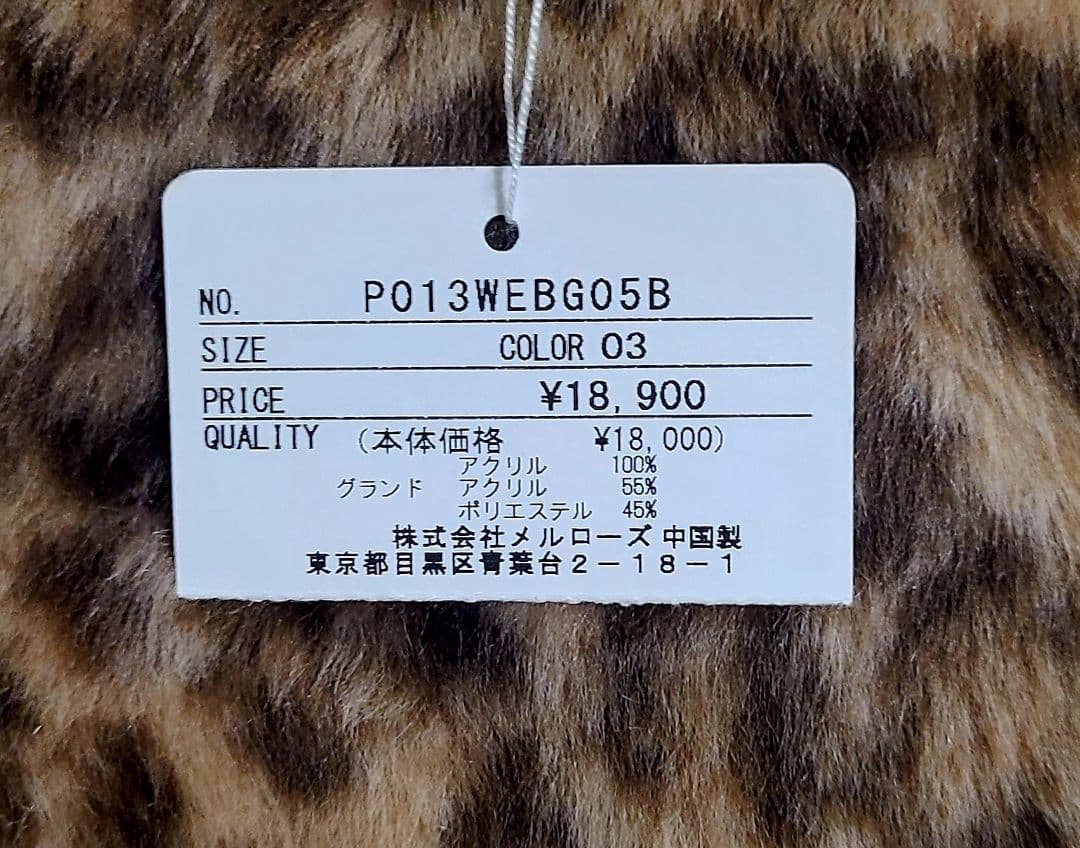 NO. P013WEBG05B
SIZE COLOR 03
PRICE ¥18,900
QUALITY (本体価格 ¥18,000)
アクリル 100%
グランド アクリル 55%
ポリエステル 45%
株式会社メルローズ 中国製
東京都目黒区青葉台2-18-1